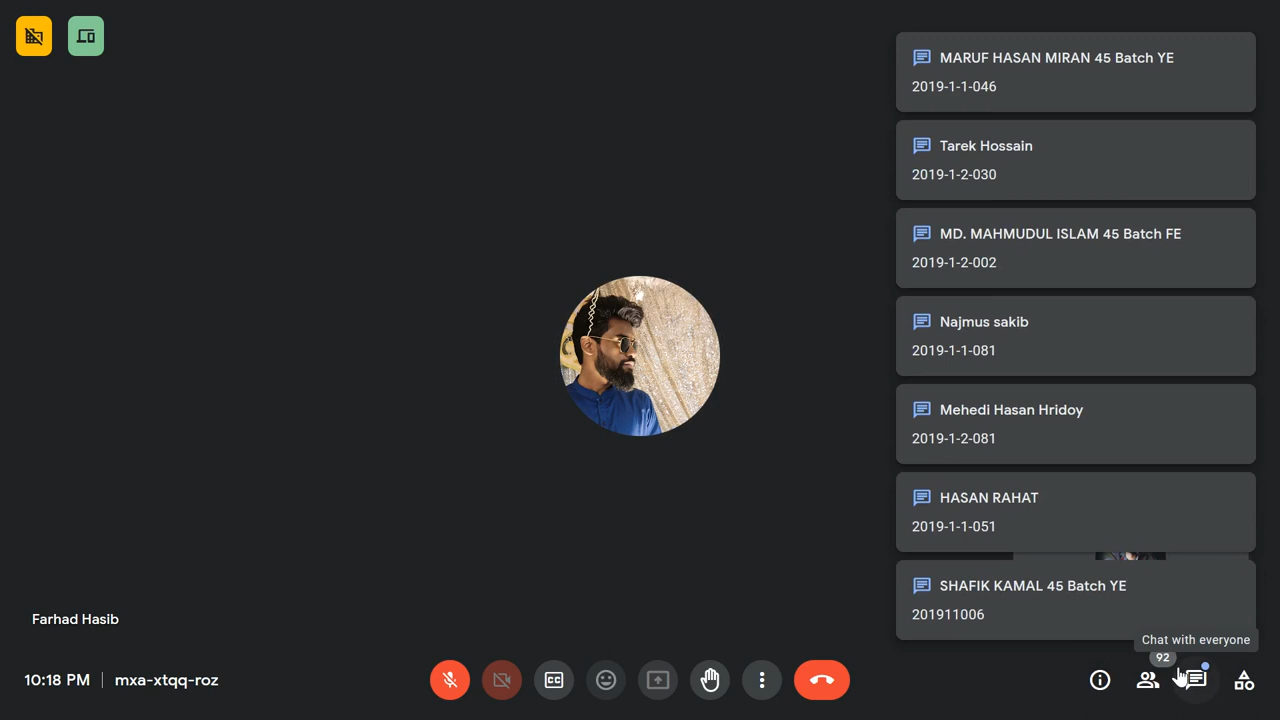 MARUF HASAN MIRAN 45 Batch YE
2019-1-1-046
Tarek Hossain
2019-1-2-030
MD. MAHMUDUL ISLAM 45 Batch FE
2019-1-2-002
Najmus sakib
2019-1-1-081
Mehedi Hasan Hridoy
2019-1-2-081
HASAN RAHAT
2019-1-1-051
SHAFIK KAMAL 45 Batch YE
201911006
Farhad Hasib
Chat with everyone
92
10:18 PM | mxa-xtqq-roz
CC